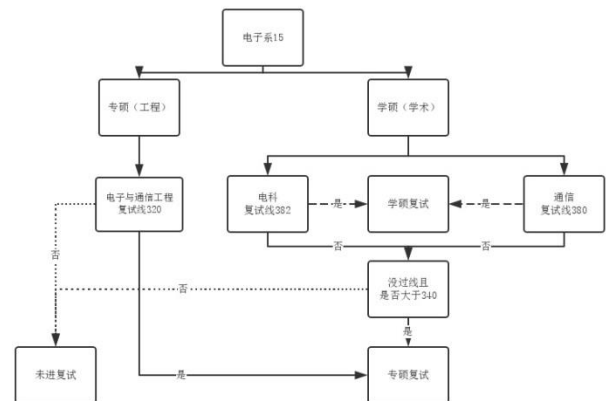 电子系15
专硕（工程）
学硕（学术）
电子与通信工程
复试线320
电科
复试线382
是
学硕复试
是
通信
复试线380
否
否
否
没过线且
是否大于340
否
是
未进复试
是
专硕复试